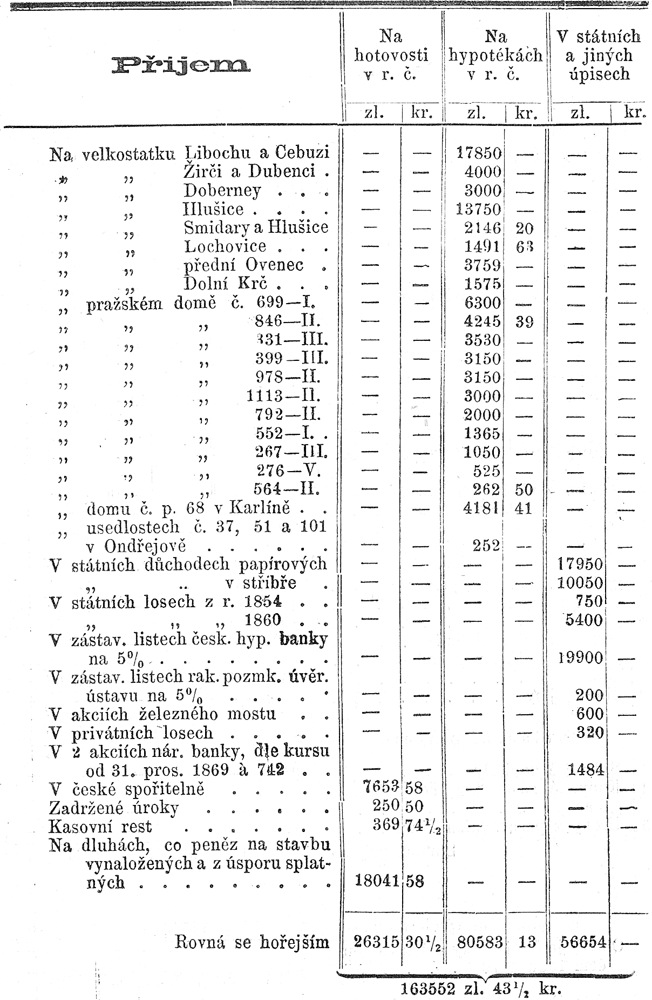 Příjem
Na hotovosti v r. č.
Na hypotékách v r. č.
V státních a jiných úpisech
zl. kr. zl. kr. zl. kr.
Na velkostatku Libochu a Cebuzi — — 17850 — — —
„ „ Žirči a Dubenci . — — 4000 — — —
„ „ Doberney . . . — — 3000 — — —
„ „ Hlušice . . . . — — 13750 — — —
„ „ Smidary a Hlušice — — 2146 20 — —
„ „ Lochovice . . . — — 1491 63 — —
„ „ přední Ovenec . — — 3759 — — —
„ „ Dolní Krč . . . — — 1575 — — —
„ pražském domě č. 699—I. — — 6300 — — —
„ „ „ 846—II. — — 4245 39 — —
„ „ „ 331—III. — — 3530 — — —
„ „ „ 399—III. — — 3150 — — —
„ „ „ 978—II. — — 3150 — — —
„ „ „ 1113—II. — — 3000 — — —
„ „ „ 792—II. — — 2000 — — —
„ „ „ 552—I. . — — 1365 — — —
„ „ „ 267—III. — — 1050 — — —
„ „ „ 276—V. — — 525 — — —
„ „ „ 564—II. — — 262 50 — —
„ domu č. p. 68 v Karlíně . . — — 4181 41 — —
„ usedlostech č. 37, 51 a 101
v Ondřejově . . . . . . — — 252 — — —
V státních důchodech papírových — — — — 17950 —
„ „ v stříbře . — — — — 10050 —
V státních losech z r. 1854 . . — — — — 750 —
„ „ „ 1860 . . — — — — 5400 —
V zástav. listech česk. hyp. banky
na 5% . . . . . . . . — — — — 19900 —
V zástav. listech rak. pozmk. úvěr.
ústavu na 5% . . . . . — — — — 200 —
V akciích železného mostu . . — — — — 600 —
V privátních losech . . . . . — — — — 320 —
V 2 akciích nár. banky, dle kursu
od 31. pros. 1869 à 742 . . — — — — 1484 —
V české spořitelně . . . . . 7653 58 — — — —
Zadržené úroky . . . . . . 250 50 — — — —
Kasovní rest . . . . . . . 369 74½ — — — —
Na dluhách, co peněz na stavbu
vynaložených a z úsporu splat-
ných . . . . . . . . . 18041 58 — — — —
Rovná se hořejším 26315 30½ 80583 13 56654 —
163552 zl. 43½ kr.